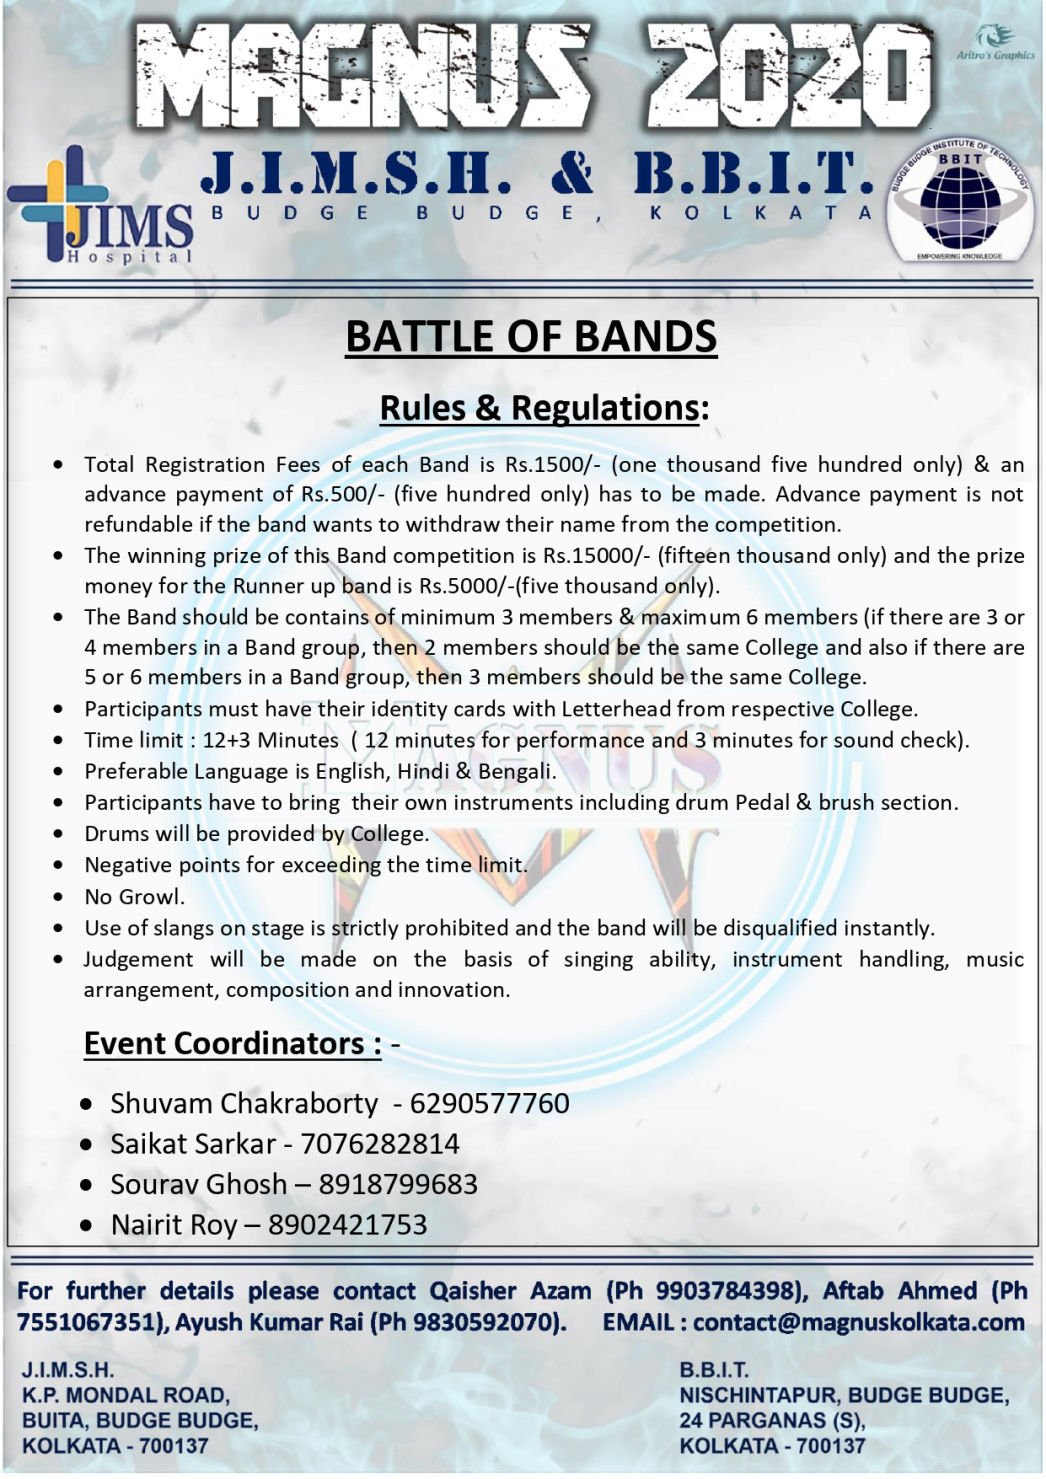 MAGNUS 2020
Aritro's Graphics
J.I.M.S.H. & B.B.I.T.
BUDGE BUDGE, KOLKATA
JIMS
Hospital
BUDGE BUDGE INSTITUTE OF TECHNOLOGY
BBIT
EMPOWERING KNOWLEDGE
BATTLE OF BANDS
Rules & Regulations:
• Total Registration Fees of each Band is Rs.1500/- (one thousand five hundred only) & an
advance payment of Rs.500/- (five hundred only) has to be made. Advance payment is not
refundable if the band wants to withdraw their name from the competition.
• The winning prize of this Band competition is Rs.15000/- (fifteen thousand only) and the prize
money for the Runner up band is Rs.5000/-(five thousand only).
• The Band should be contains of minimum 3 members & maximum 6 members (if there are 3 or
4 members in a Band group, then 2 members should be the same College and also if there are
5 or 6 members in a Band group, then 3 members should be the same College.
• Participants must have their identity cards with Letterhead from respective College.
• Time limit : 12+3 Minutes ( 12 minutes for performance and 3 minutes for sound check).
• Preferable Language is English, Hindi & Bengali.
• Participants have to bring their own instruments including drum Pedal & brush section.
• Drums will be provided by College.
• Negative points for exceeding the time limit.
• No Growl.
• Use of slangs on stage is strictly prohibited and the band will be disqualified instantly.
• Judgement will be made on the basis of singing ability, instrument handling, music
arrangement, composition and innovation.
MAGNUS
Event Coordinators : -
• Shuvam Chakraborty - 6290577760
• Saikat Sarkar - 7076282814
• Sourav Ghosh – 8918799683
• Nairit Roy – 8902421753
For further details please contact Qaisher Azam (Ph 9903784398), Aftab Ahmed (Ph
7551067351), Ayush Kumar Rai (Ph 9830592070). EMAIL : contact@magnuskolkata.com
J.I.M.S.H.
K.P. MONDAL ROAD,
BUITA, BUDGE BUDGE,
KOLKATA - 700137
B.B.I.T.
NISCHINTAPUR, BUDGE BUDGE,
24 PARGANAS (S),
KOLKATA - 700137